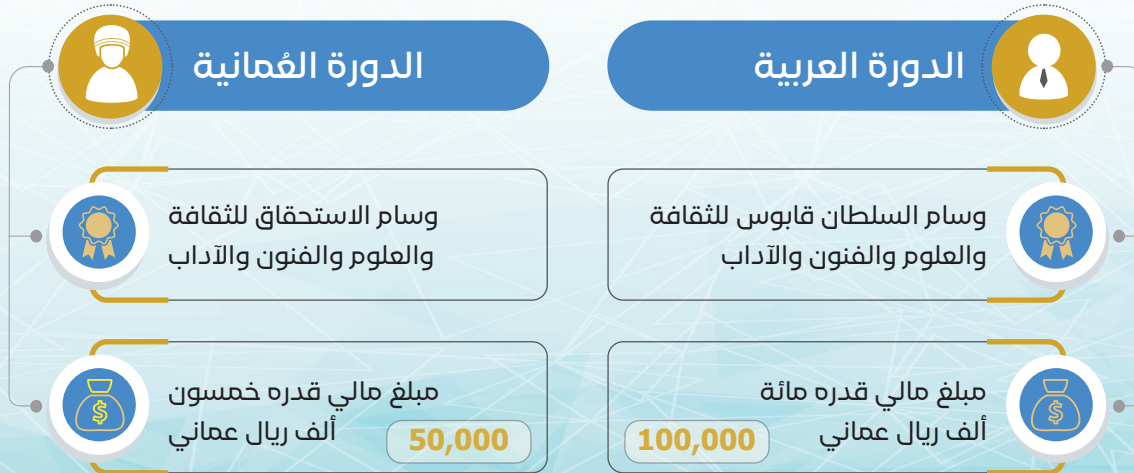 الدورة العربية
وسام السلطان قابوس للثقافة
والعلوم والفنون والآداب
مبلغ مالي قدره مائة
ألف ريال عماني 100,000
الدورة العُمانية
وسام الاستحقاق للثقافة
والعلوم والفنون والآداب
مبلغ مالي قدره خمسون
ألف ريال عماني 50,000